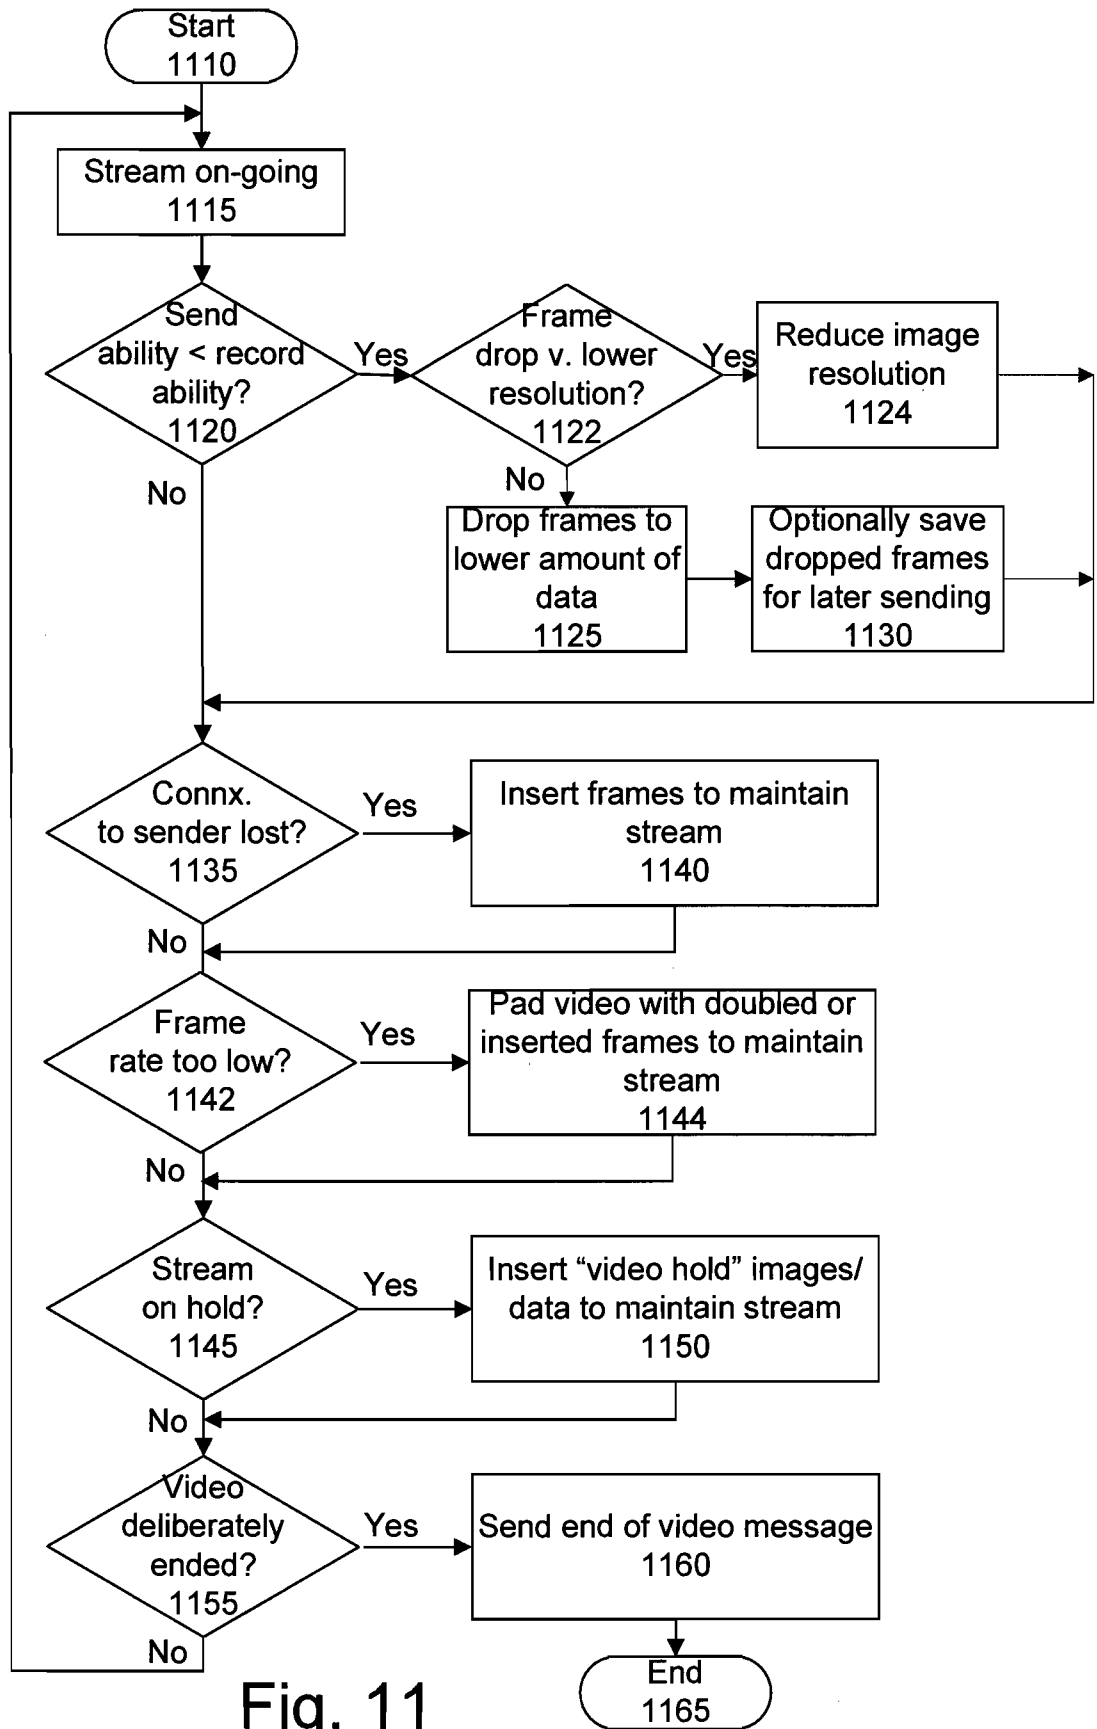 Start
1110
Stream on-going
1115
Send
ability < record
ability?
1120
Yes
Frame
drop v. lower
resolution?
1122
Yes
Reduce image
resolution
1124
No
No
Drop frames to
lower amount of
data
1125
Optionally save
dropped frames
for later sending
1130
Connx.
to sender lost?
1135
Yes
Insert frames to maintain
stream
1140
No
Frame
rate too low?
1142
Yes
Pad video with doubled or
inserted frames to maintain
stream
1144
No
Stream
on hold?
1145
Yes
Insert “video hold” images/
data to maintain stream
1150
No
Video
deliberately
ended?
1155
Yes
Send end of video message
1160
No
End
1165
Fig. 11